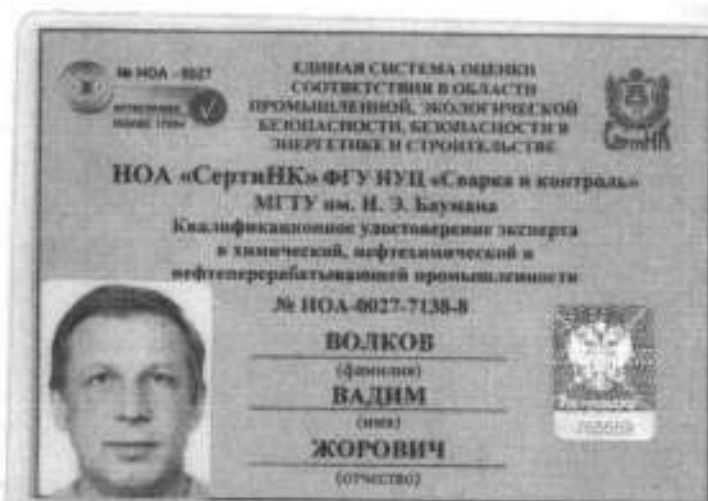 № НОА - 0027
ЕДИНАЯ СИСТЕМА ОЦЕНКИ
СООТВЕТСТВИЯ В ОБЛАСТИ
ПРОМЫШЛЕННОЙ, ЭКОЛОГИЧЕСКОЙ
БЕЗОПАСНОСТИ, БЕЗОПАСНОСТИ В
ЭНЕРГЕТИКЕ И СТРОИТЕЛЬСТВЕ
СертиНК
НОА «СертиНК» ФГУ НУЦ «Сварка и контроль»
МГТУ им. Н. Э. Баумана
Квалификационное удостоверение эксперта
в химической, нефтехимической и
нефтеперерабатывающей промышленности
№ НОА-0027-7138-8
ВОЛКОВ
(фамилия)
ВАДИМ
(имя)
ЖОРОВИЧ
(отчество)